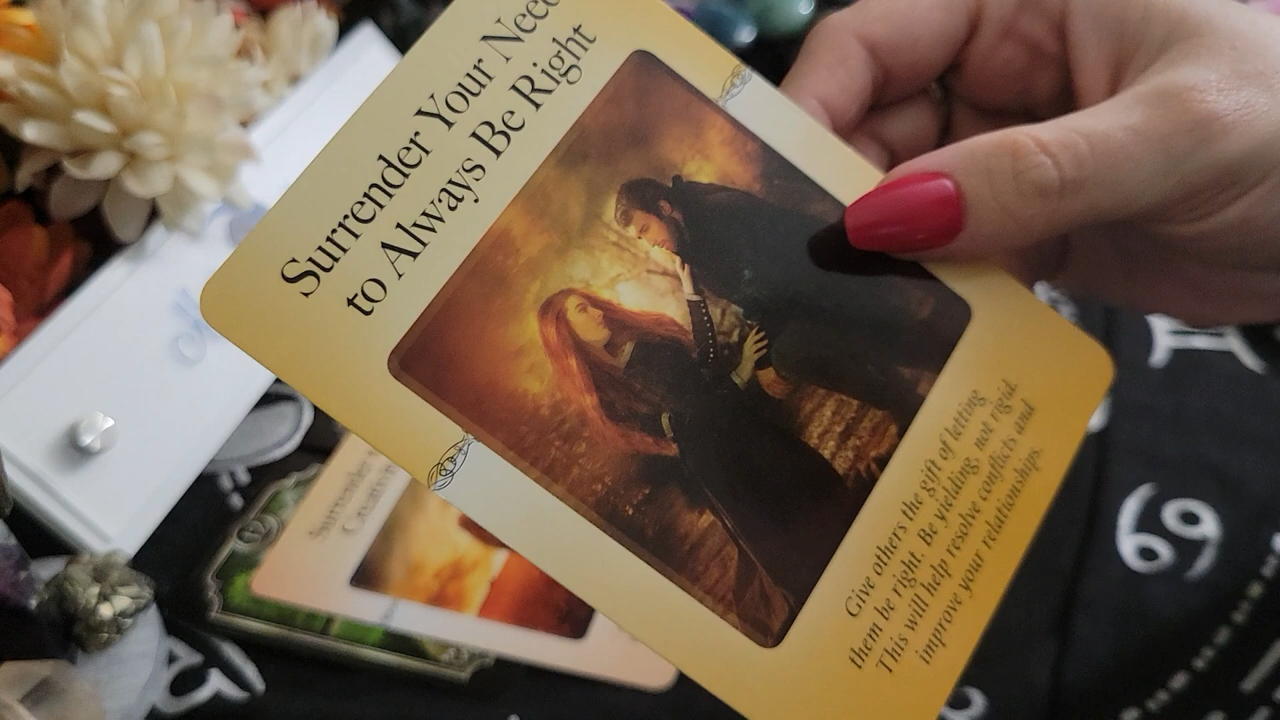 Surrender Your Need
to Always Be Right
Give others the gift of letting
them be right. Be yielding, not rigid.
This will help resolve conflicts and
improve your relationships.
Surrender